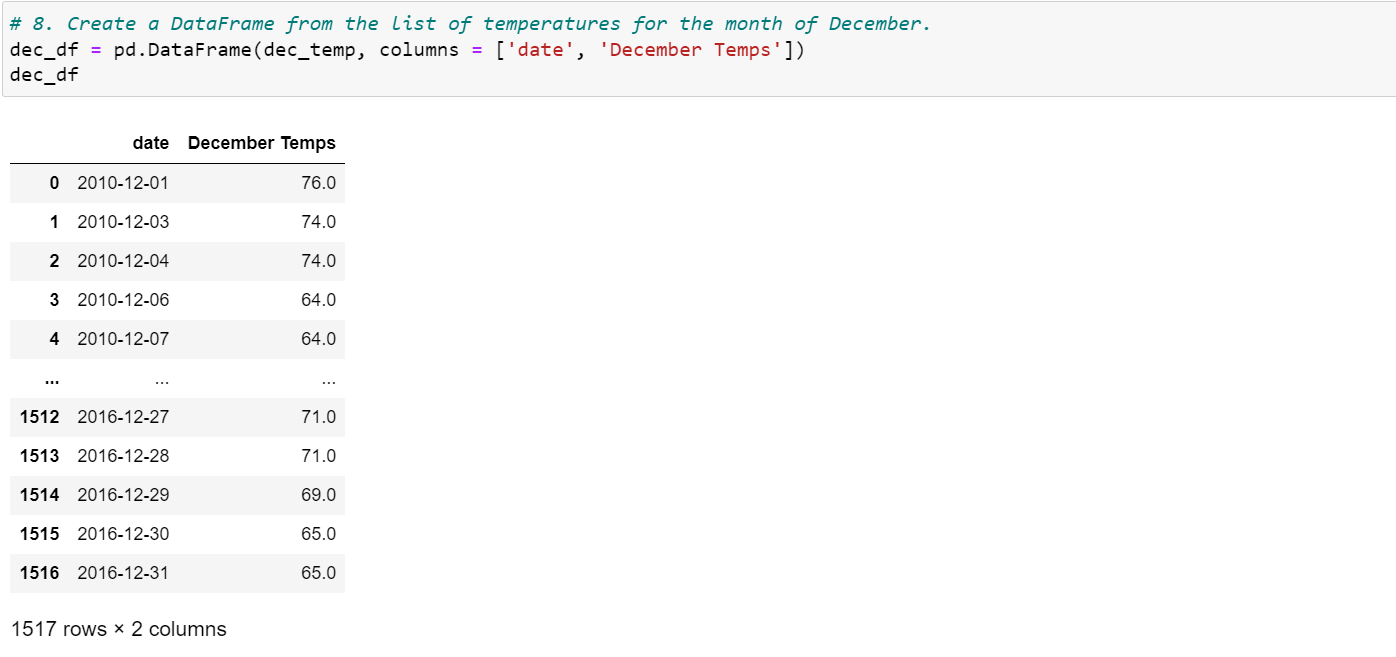 # 8. Create a DataFrame from the list of temperatures for the month of December.
dec_df = pd.DataFrame(dec_temp, columns = ['date', 'December Temps'])
dec_df
date December Temps
0 2010-12-01 76.0
1 2010-12-03 74.0
2 2010-12-04 74.0
3 2010-12-06 64.0
4 2010-12-07 64.0
... ... ...
1512 2016-12-27 71.0
1513 2016-12-28 71.0
1514 2016-12-29 69.0
1515 2016-12-30 65.0
1516 2016-12-31 65.0
1517 rows × 2 columns